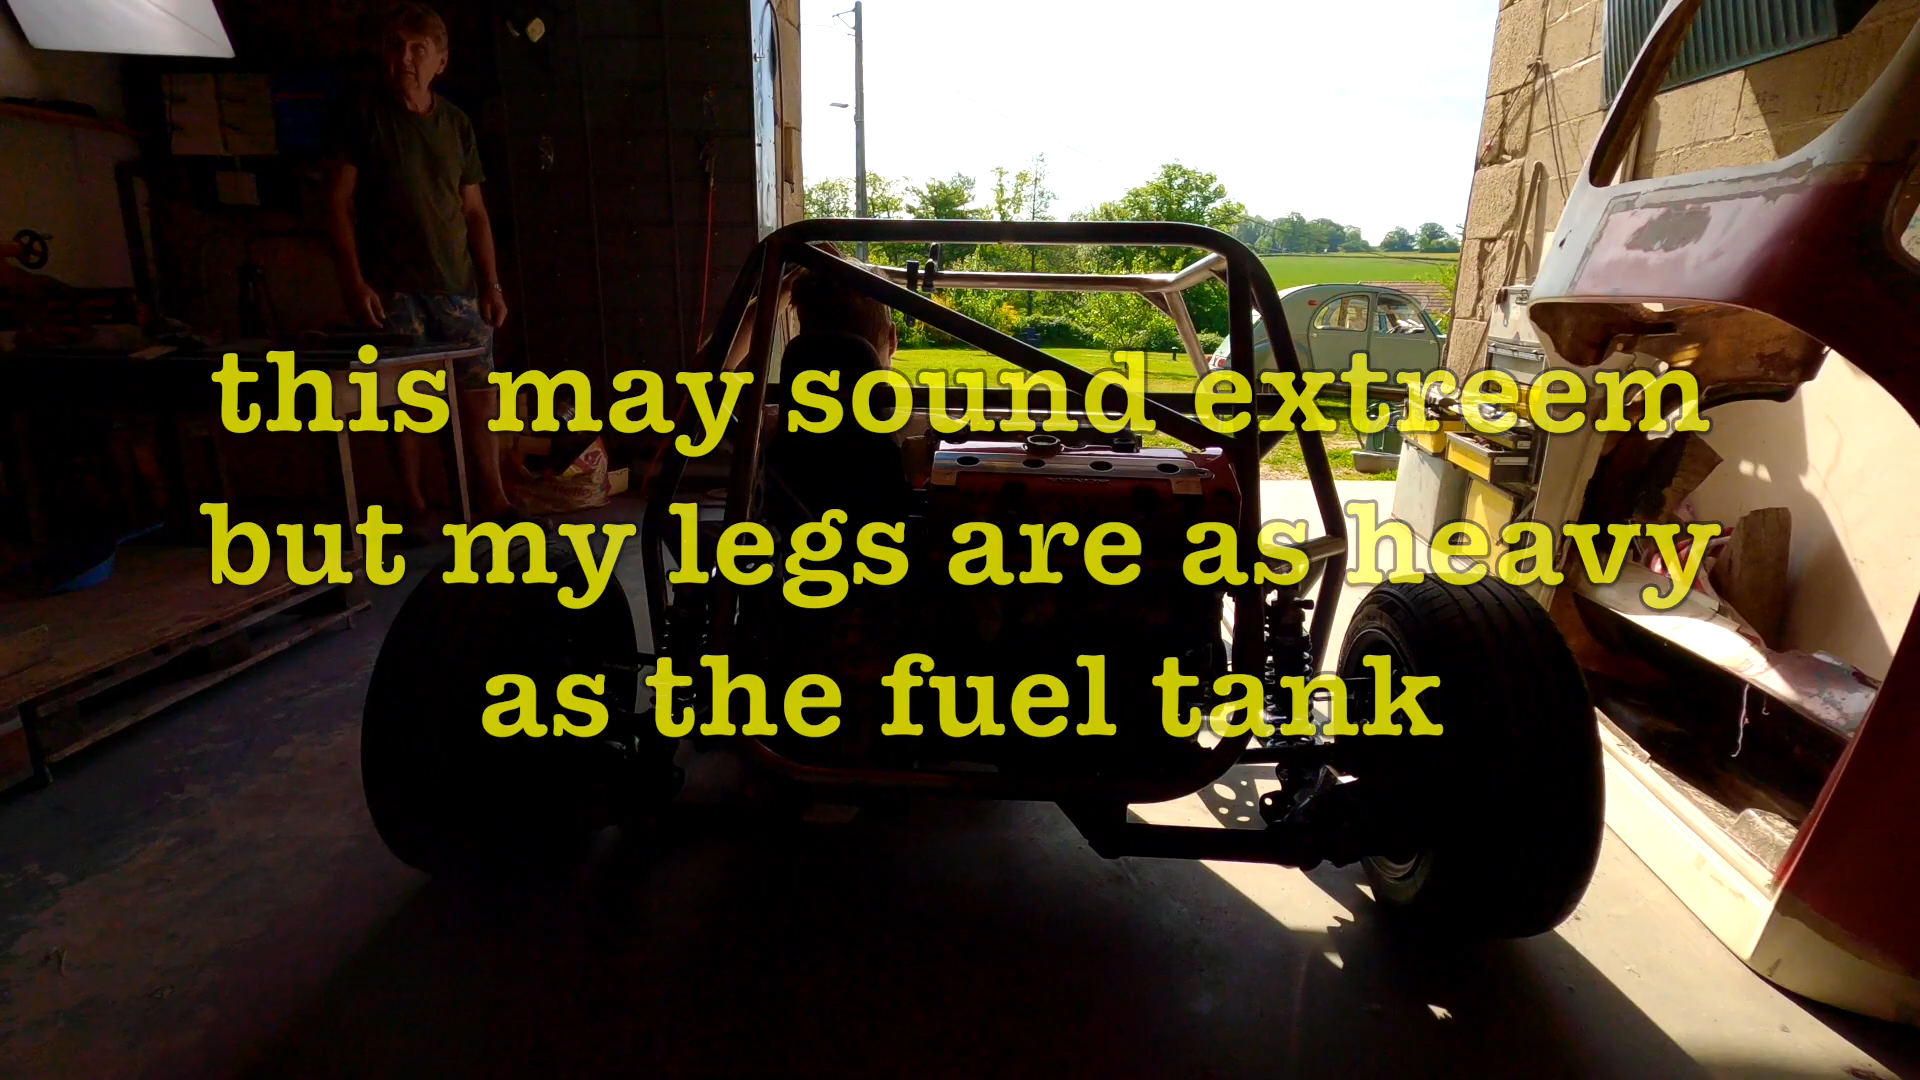 this may sound extreem
but my legs are as heavy
as the fuel tank